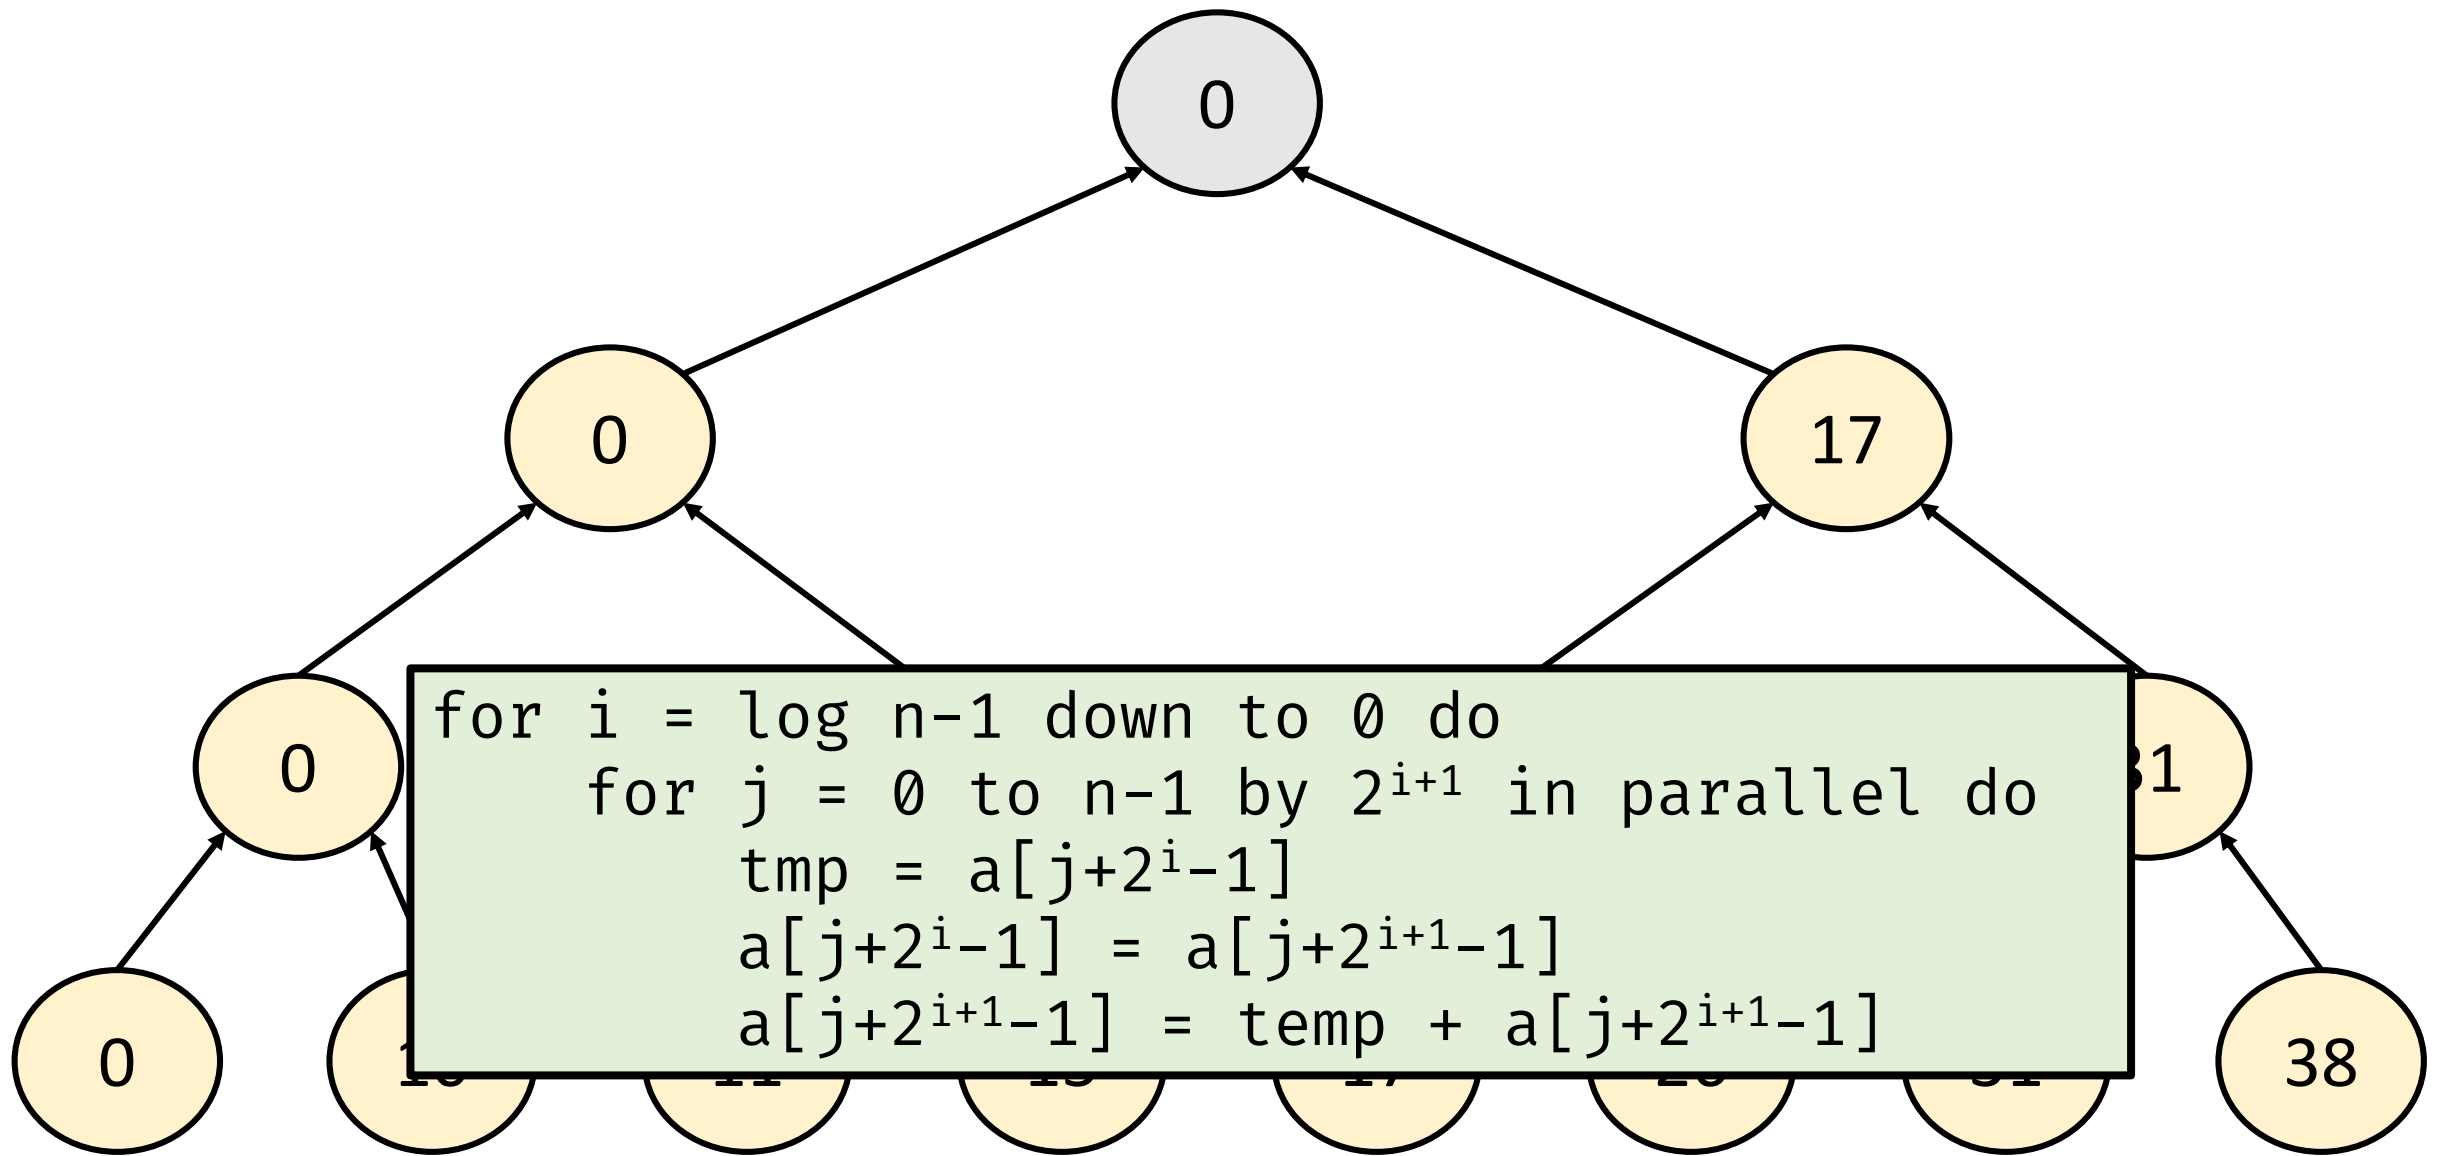 0
0 17
0
for i = log n-1 down to 0 do
for j = 0 to n-1 by 2ⁱ⁺¹ in parallel do
tmp = a[j+2ⁱ-1]
a[j+2ⁱ-1] = a[j+2ⁱ⁺¹-1]
a[j+2ⁱ⁺¹-1] = temp + a[j+2ⁱ⁺¹-1]
0 38